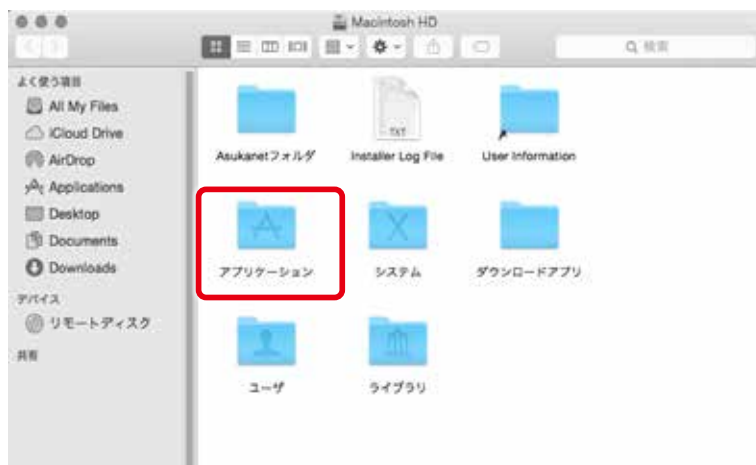 Macintosh HD
検索
よく使う項目
All My Files
iCloud Drive
AirDrop
Applications
Desktop
Documents
Downloads
デバイス
リモートディスク
共有
TXT
Asukanetフォルダ
Installer Log File
User Information
アプリケーション
システム
ダウンロードアプリ
ユーザ
ライブラリ